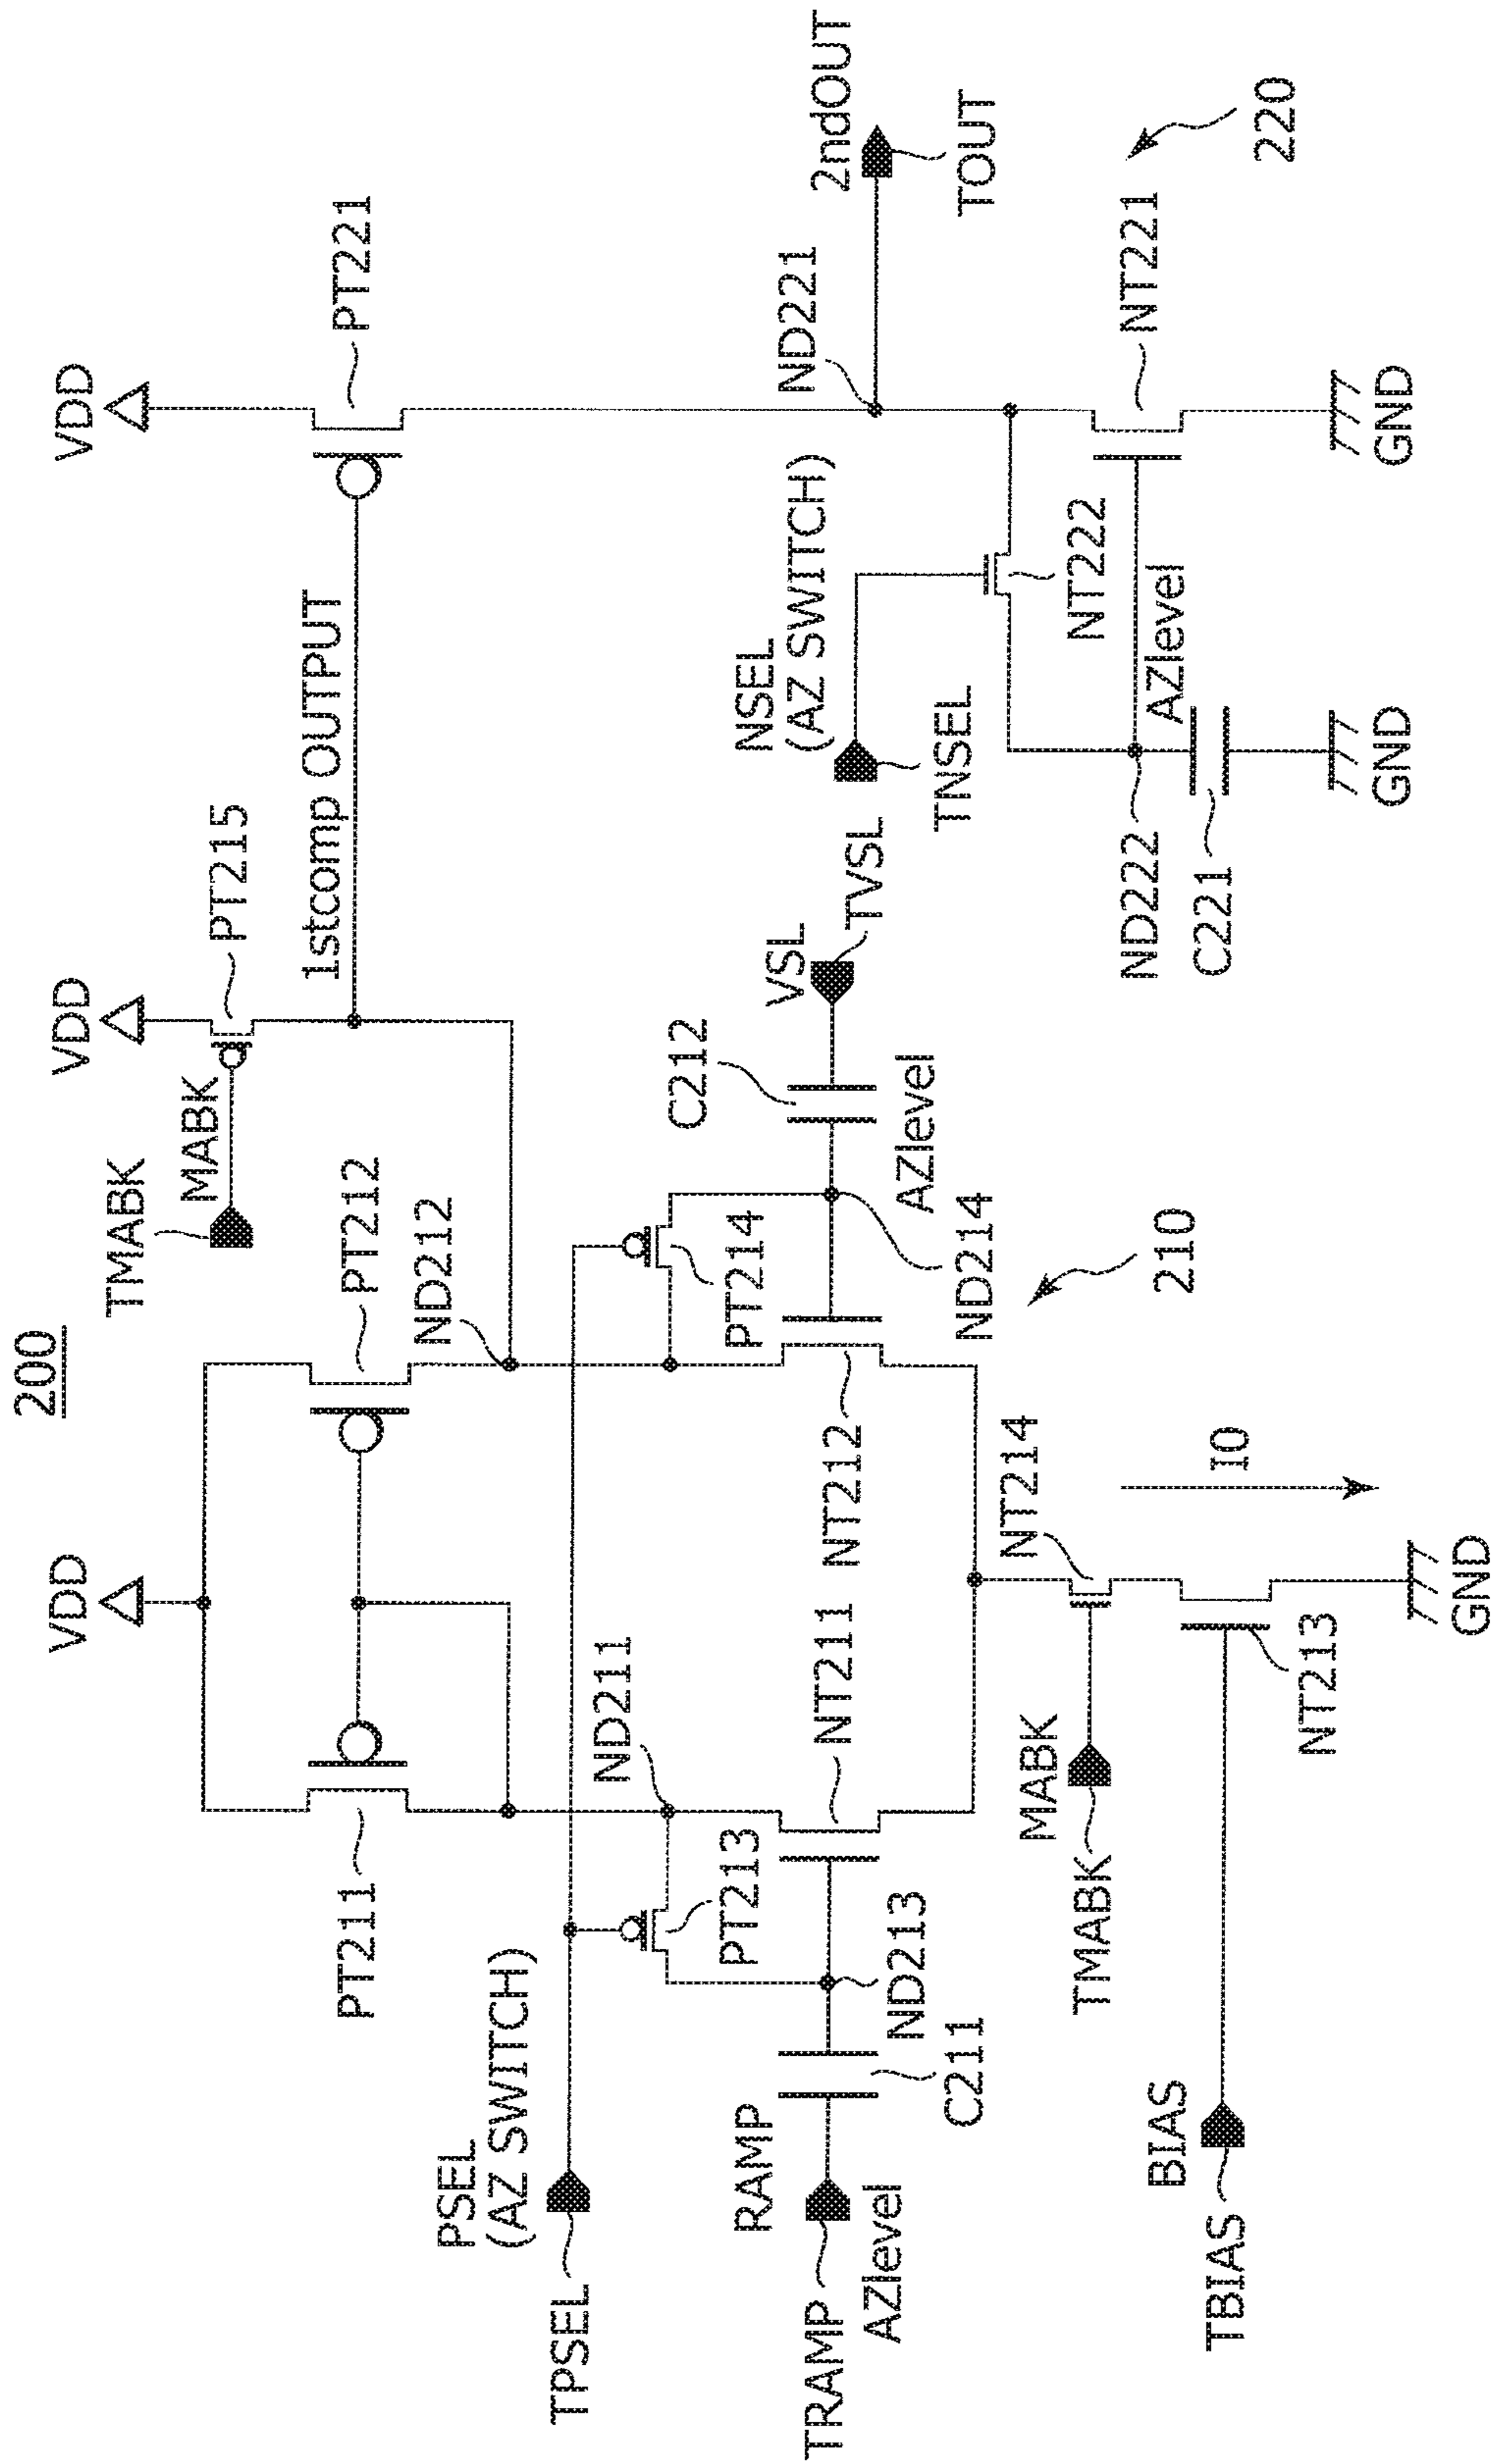 200
VDD
VDD
VDD
TMABK
MABK
PT215
PT211
PT212
PT221
1stcomp OUTPUT
ND212
PSEL
(AZ SWITCH)
TPSEL
ND211
PT213
PT214
C212
VSL
TVSL
NSEL
(AZ SWITCH)
TNSEL
ND221
2ndOUT
TOUT
RAMP
TRAMP
AZlevel
C211
ND213
NT211
NT212
ND214
AZlevel
NT222
ND222
AZlevel
NT221
C221
220
210
MABK
TMABK
NT214
I0
BIAS
TBIAS
NT213
GND
GND
GND